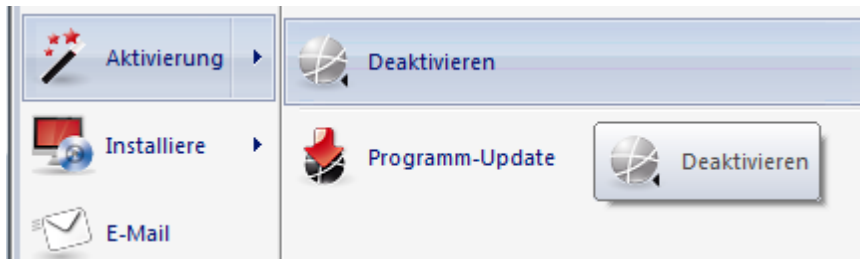 Aktivierung
Deaktivieren
Installiere
Programm-Update
Deaktivieren
E-Mail